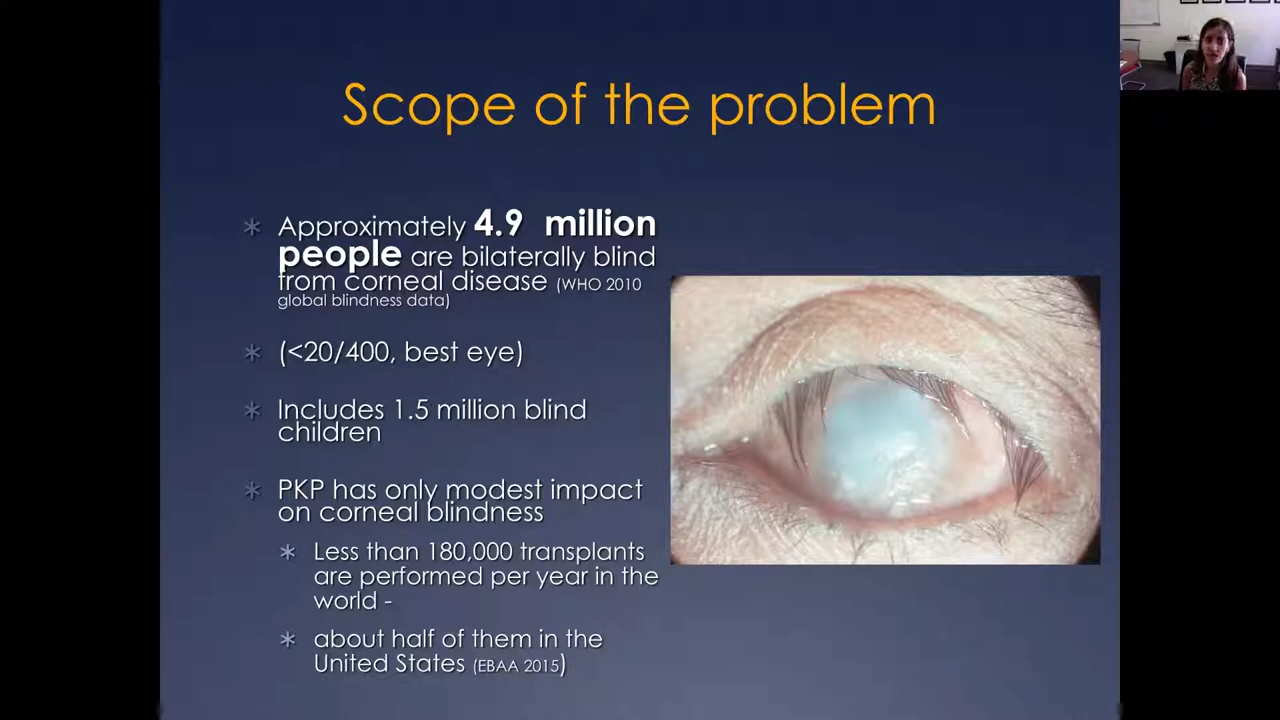 Scope of the problem
Approximately 4.9 million
people are bilaterally blind
from corneal disease (WHO 2010
global blindness data)
(<20/400, best eye)
Includes 1.5 million blind
children
PKP has only modest impact
on corneal blindness
Less than 180,000 transplants
are performed per year in the
world -
about half of them in the
United States (EBAA 2015)